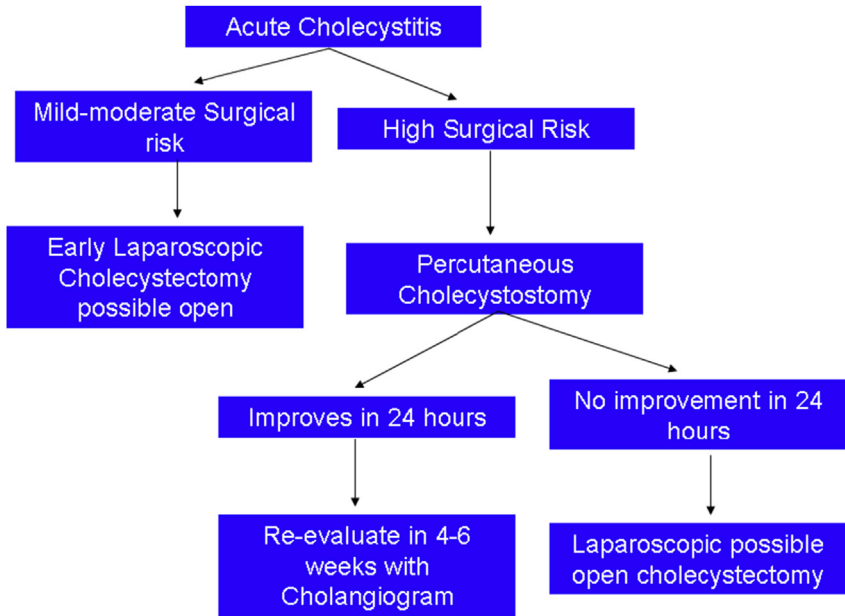 Acute Cholecystitis
Mild-moderate Surgical
risk
High Surgical Risk
Early Laparoscopic
Cholecystectomy
possible open
Percutaneous
Cholecystostomy
Improves in 24 hours
No improvement in 24
hours
Re-evaluate in 4-6
weeks with
Cholangiogram
Laparoscopic possible
open cholecystectomy